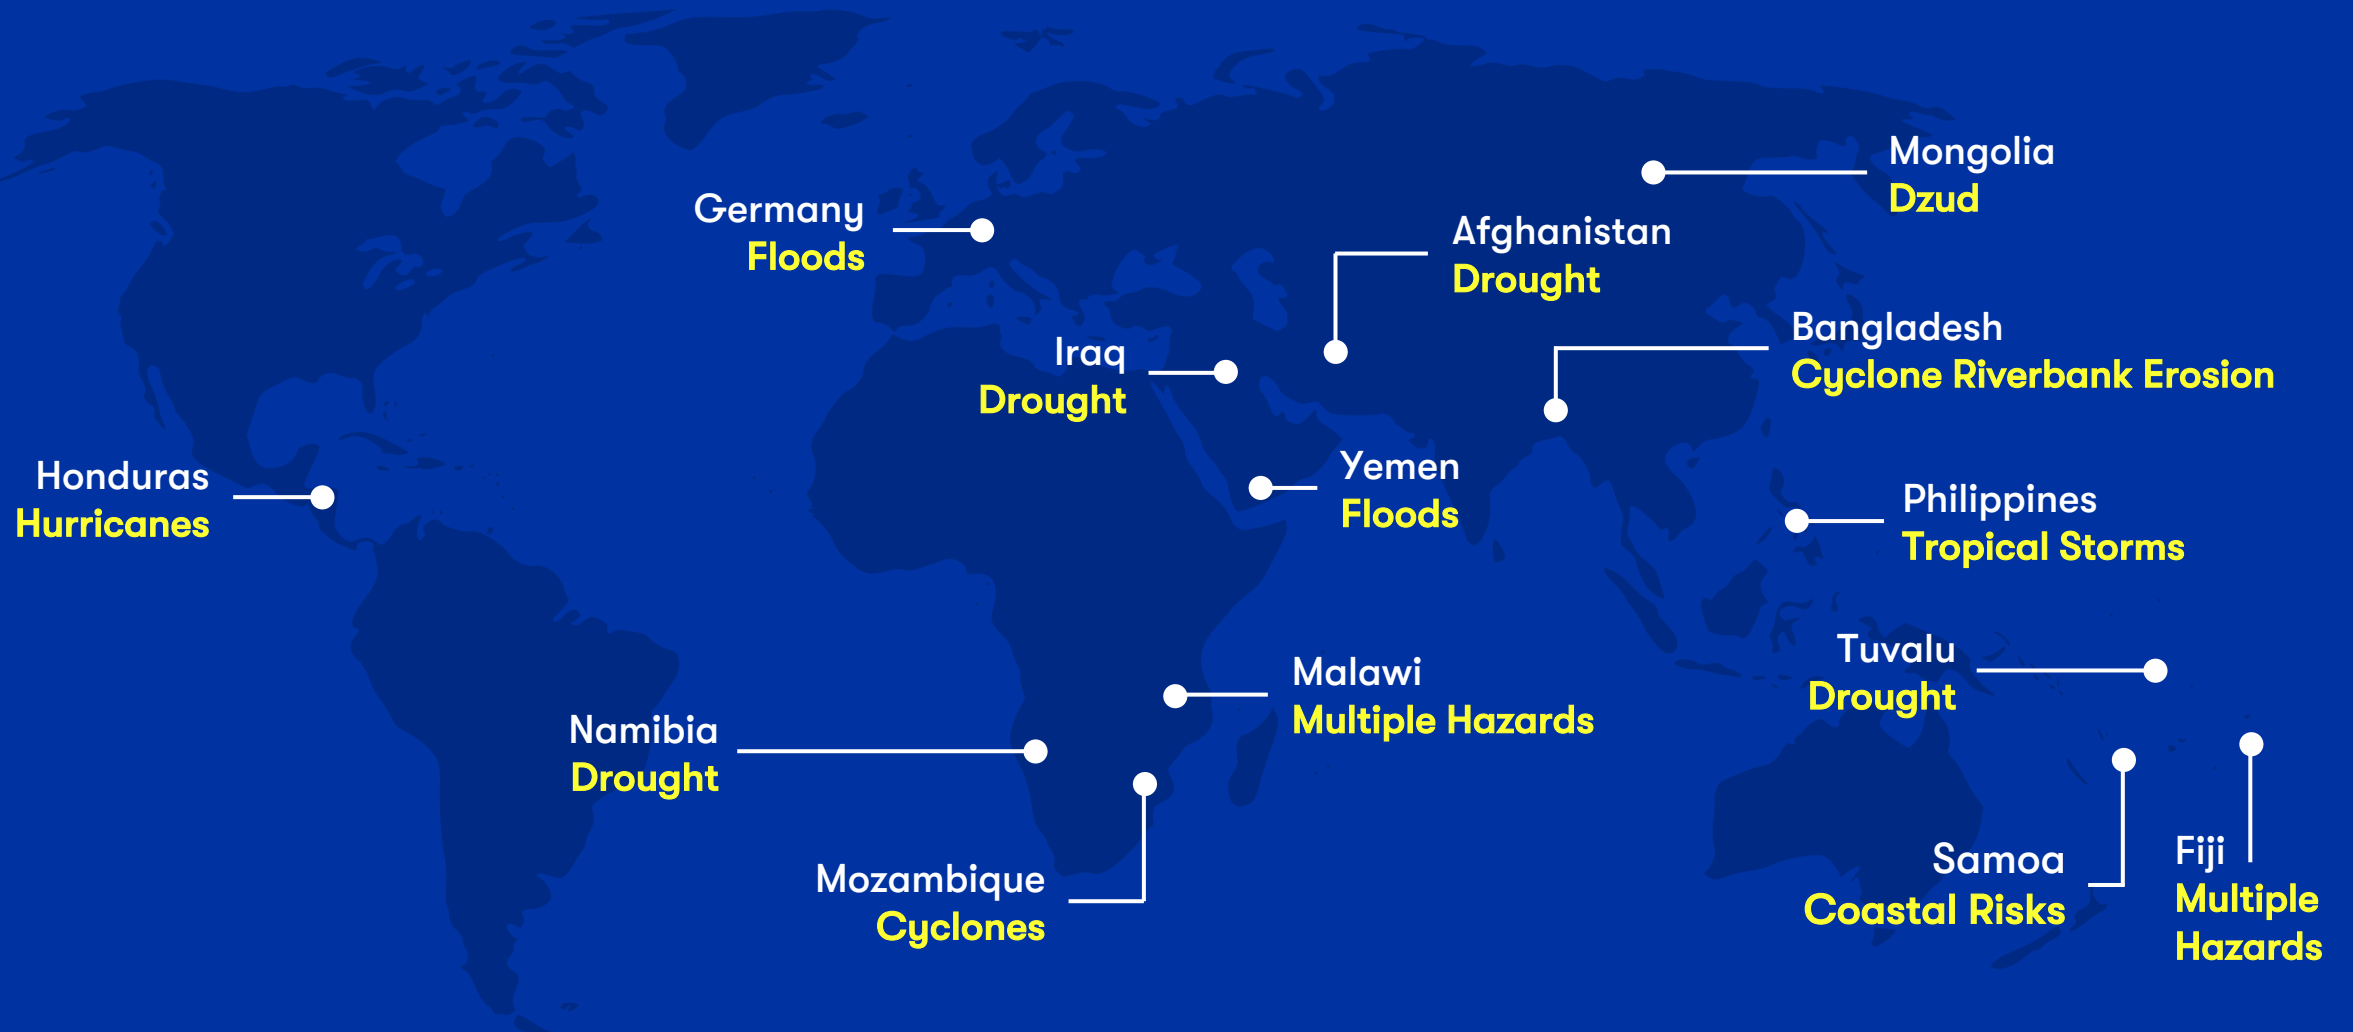 Mongolia
Dzud
Germany
Floods
Afghanistan
Drought
Bangladesh
Cyclone Riverbank Erosion
Iraq
Drought
Yemen
Floods
Honduras
Hurricanes
Philippines
Tropical Storms
Tuvalu
Drought
Malawi
Multiple Hazards
Namibia
Drought
Mozambique
Cyclones
Samoa
Coastal Risks
Fiji
Multiple
Hazards